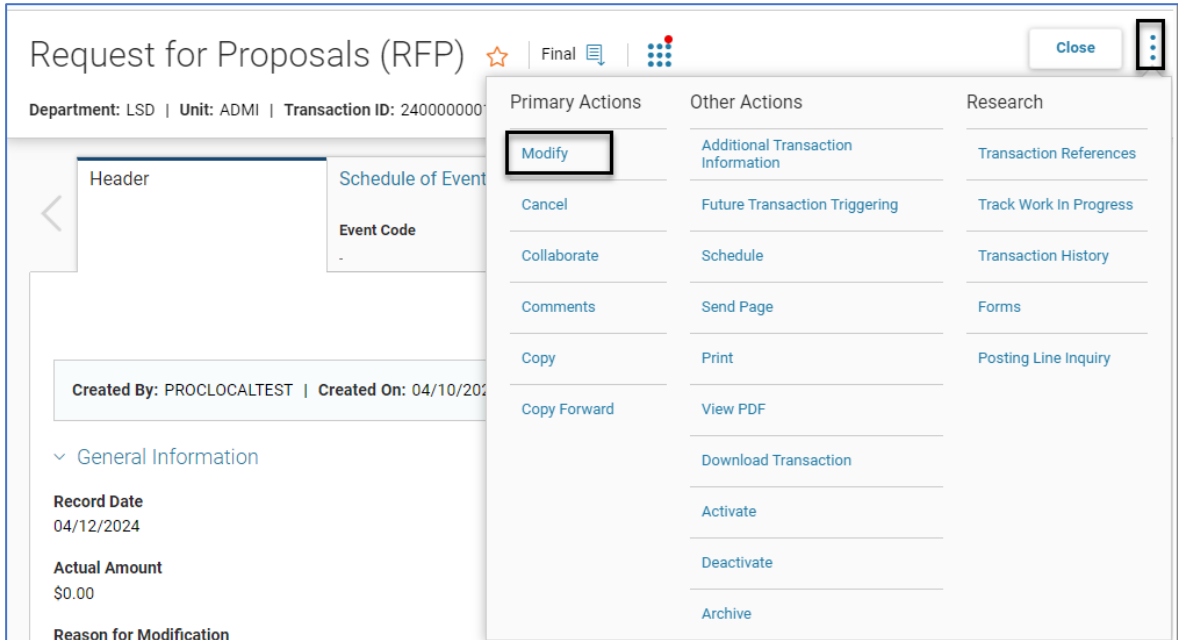 Request for Proposals (RFP)
Final
Close
Department: LSD | Unit: ADMI | Transaction ID: 2400000001
Header
Schedule of Event
Event Code
-
Created By: PROCLOCALTEST | Created On: 04/10/202
General Information
Record Date
04/12/2024
Actual Amount
$0.00
Reason for Modification
Primary Actions
Modify
Cancel
Collaborate
Comments
Copy
Copy Forward
Other Actions
Additional Transaction
Information
Future Transaction Triggering
Schedule
Send Page
Print
View PDF
Download Transaction
Activate
Deactivate
Archive
Research
Transaction References
Track Work In Progress
Transaction History
Forms
Posting Line Inquiry